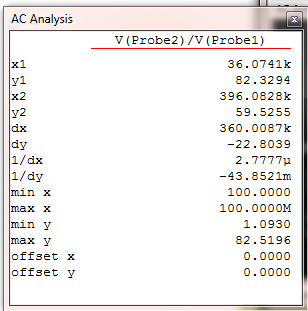 AC Analysis
x
V(Probe2)/V(Probe1)
x1 36.0741k
y1 82.3294
x2 396.0828k
y2 59.5255
dx 360.0087k
dy -22.8039
1/dx 2.7777µ
1/dy -43.8521m
min x 100.0000
max x 100.0000M
min y 1.0930
max y 82.5196
offset x 0.0000
offset y 0.0000